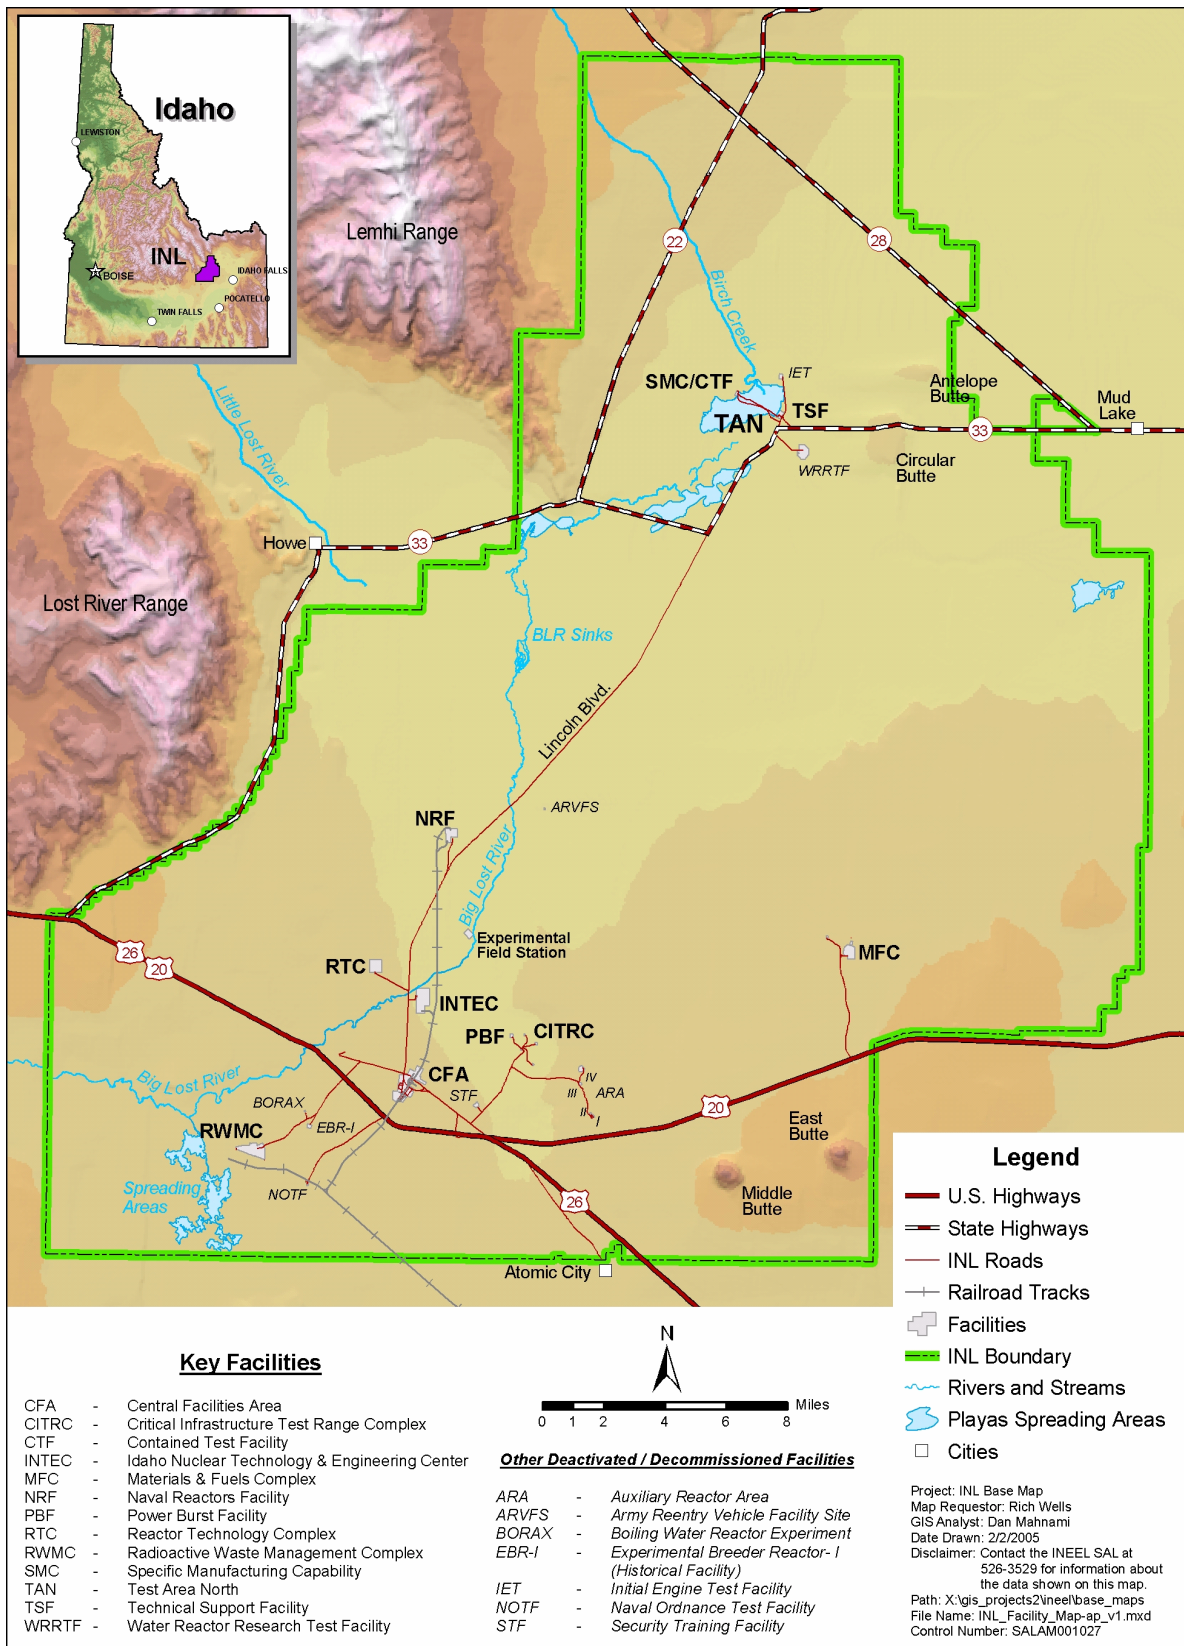 Idaho
LEWISTON
INL
BOISE
IDAHO FALLS
POCATELLO
TWIN FALLS
Lemhi Range
22
28
Birch Creek
Little Lost River
SMC/CTF
IET
TSF
TAN
Antelope
Butte
Mud
Lake
33
WRRTF
Circular
Butte
Howe
33
Lost River Range
BLR Sinks
Lincoln Blvd.
ARVFS
NRF
Big Lost River
Experimental
Field Station
26
20
RTC
MFC
INTEC
PBF
CITRC
Big Lost River
CFA
IV
III
ARA
II
I
STF
BORAX
EBR-I
20
RWMC
East
Butte
Spreading
Areas
NOTF
26
Middle
Butte
Atomic City
Legend
U.S. Highways
State Highways
INL Roads
Railroad Tracks
Facilities
INL Boundary
Rivers and Streams
Playas Spreading Areas
Cities
N
Miles
0 1 2 4 6 8
Key Facilities
CFA - Central Facilities Area
CITRC - Critical Infrastructure Test Range Complex
CTF - Contained Test Facility
INTEC - Idaho Nuclear Technology & Engineering Center
MFC - Materials & Fuels Complex
NRF - Naval Reactors Facility
PBF - Power Burst Facility
RTC - Reactor Technology Complex
RWMC - Radioactive Waste Management Complex
SMC - Specific Manufacturing Capability
TAN - Test Area North
TSF - Technical Support Facility
WRRTF - Water Reactor Research Test Facility
Other Deactivated / Decommissioned Facilities
ARA - Auxiliary Reactor Area
ARVFS - Army Reentry Vehicle Facility Site
BORAX - Boiling Water Reactor Experiment
EBR-I - Experimental Breeder Reactor- I
(Historical Facility)
IET - Initial Engine Test Facility
NOTF - Naval Ordnance Test Facility
STF - Security Training Facility
Project: INL Base Map
Map Requestor: Rich Wells
GIS Analyst: Dan Mahnami
Date Drawn: 2/2/2005
Disclaimer: Contact the INEEL SAL at
526-3529 for information about
the data shown on this map.
Path: X:\gis_projects2\ineel\base_maps
File Name: INL_Facility_Map-ap_v1.mxd
Control Number: SALAM001027